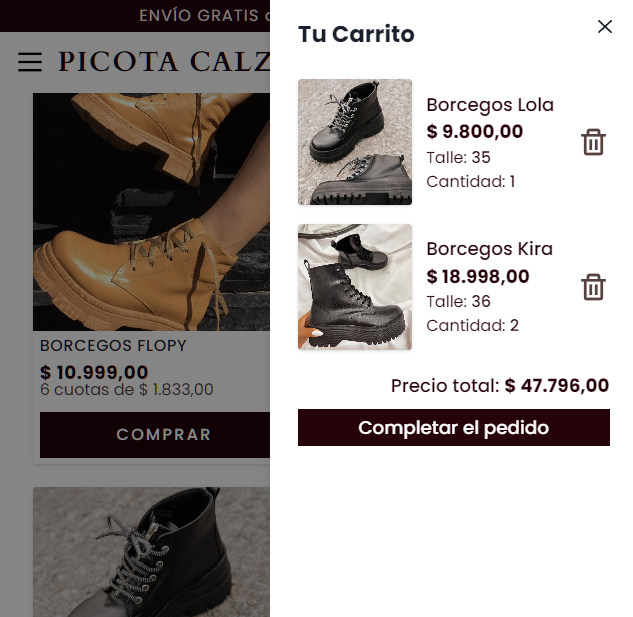 ENVÍO GRATIS
Tu Carrito
PICOTA CALZ
Borcegos Lola
$ 9.800,00
Talle: 35
Cantidad: 1
Borcegos Kira
$ 18.998,00
Talle: 36
Cantidad: 2
BORCEGOS FLOPY
$ 10.999,00
6 cuotas de $ 1.833,00
COMPRAR
Precio total: $ 47.796,00
Completar el pedido